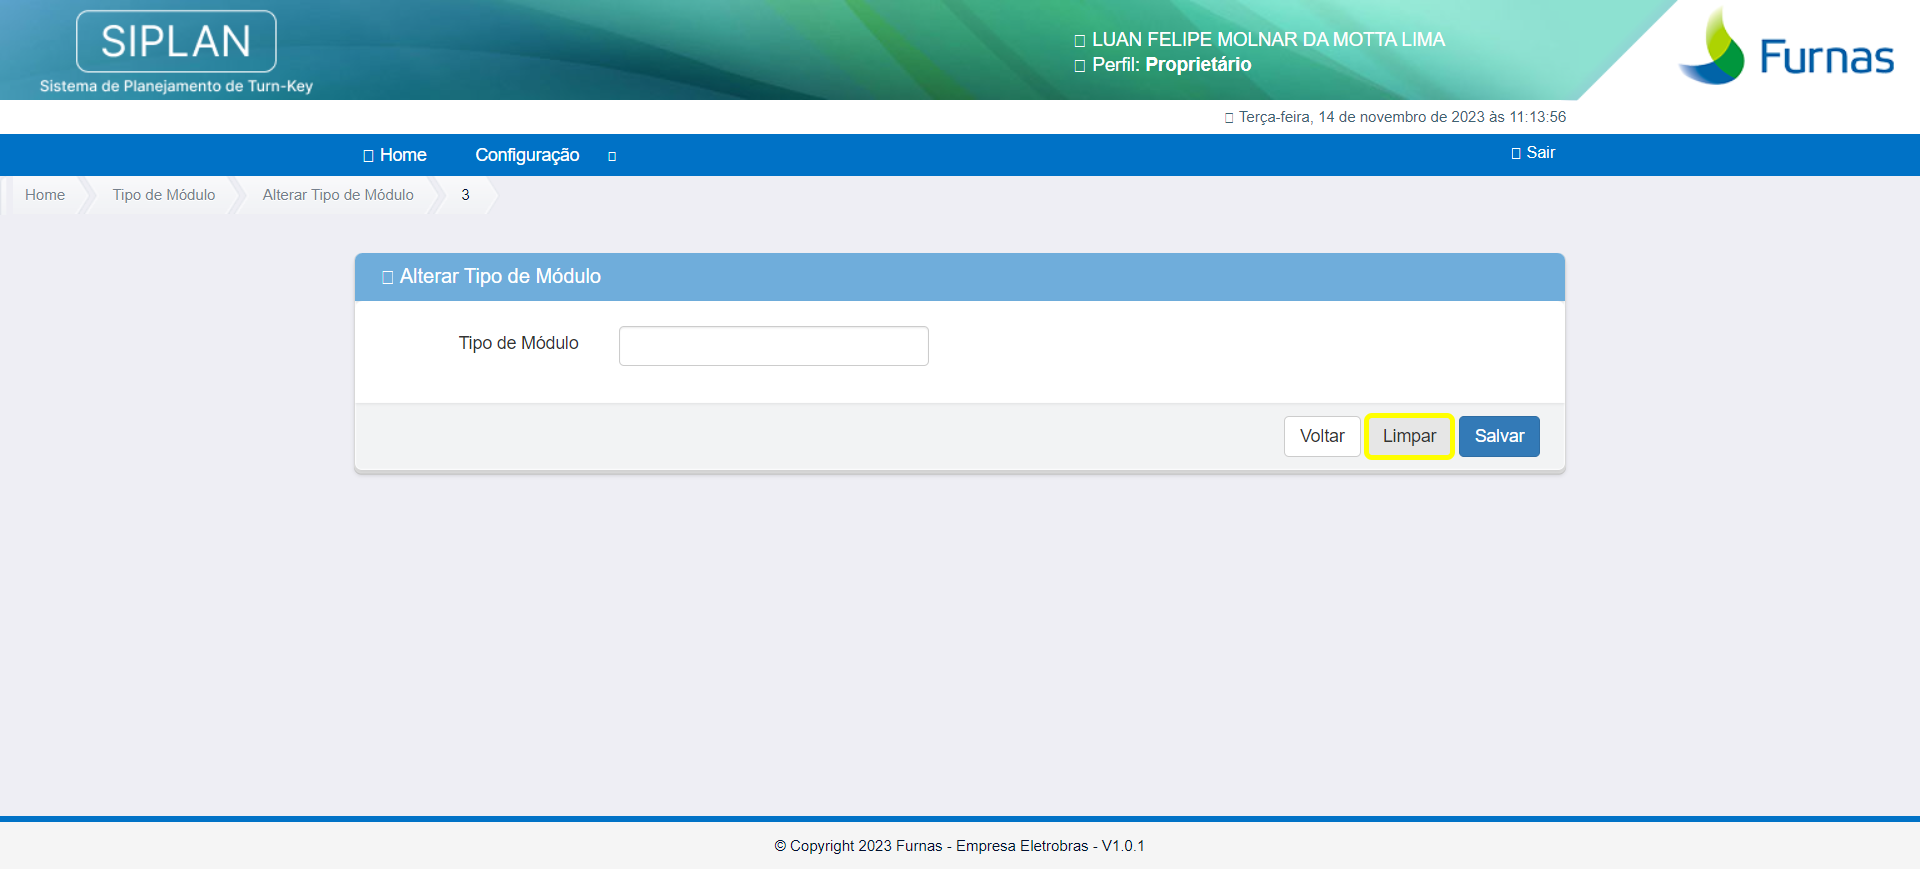 SIPLAN
Sistema de Planejamento de Turn-Key
LUAN FELIPE MOLNAR DA MOTTA LIMA
Perfil: Proprietário
Furnas
Terça-feira, 14 de novembro de 2023 às 11:13:56
Home Configuração Sair
Home Tipo de Módulo Alterar Tipo de Módulo 3
Alterar Tipo de Módulo
Tipo de Módulo
Voltar Limpar Salvar
© Copyright 2023 Furnas - Empresa Eletrobras - V1.0.1